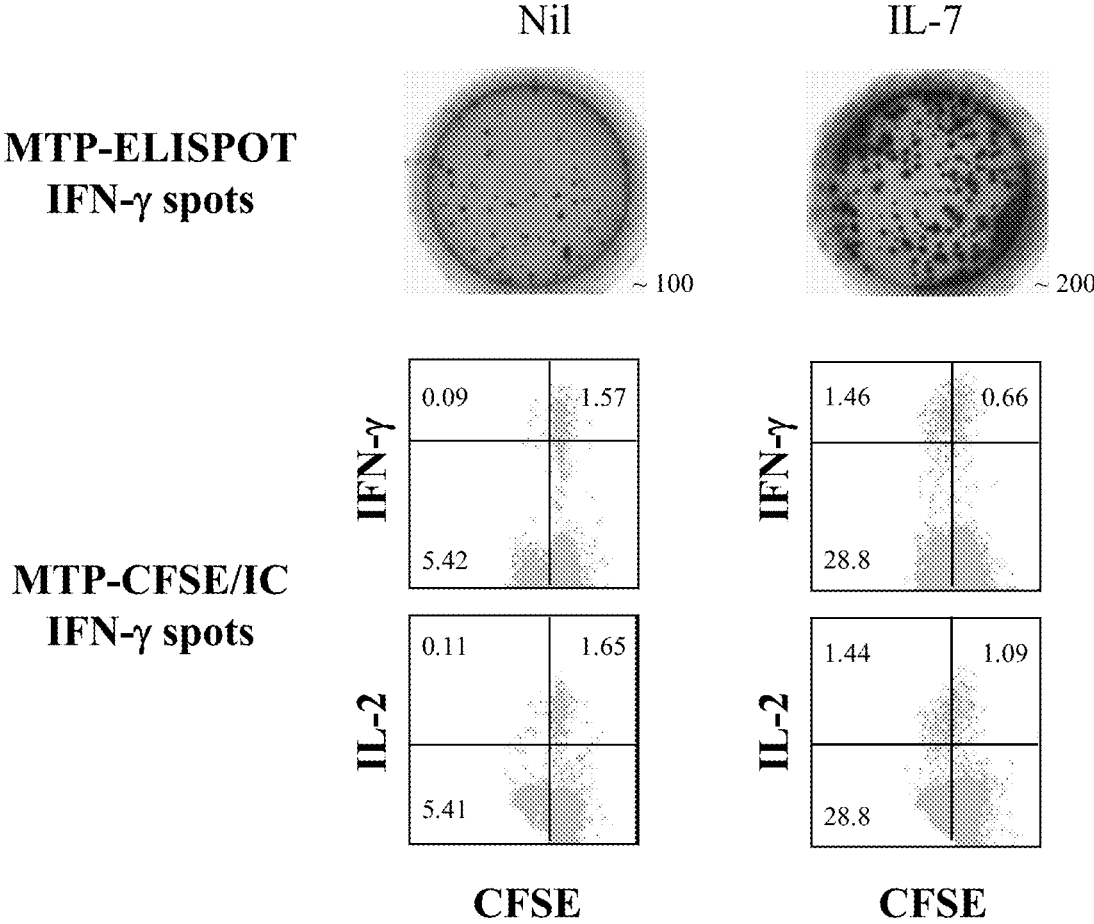 Nil IL-7
MTP-ELISPOT
IFN-γ spots
~ 100 ~ 200
0.09 1.57 1.46 0.66
IFN-γ IFN-γ
5.42 28.8
MTP-CFSE/IC
IFN-γ spots
0.11 1.65 1.44 1.09
IL-2 IL-2
5.41 28.8
CFSE CFSE